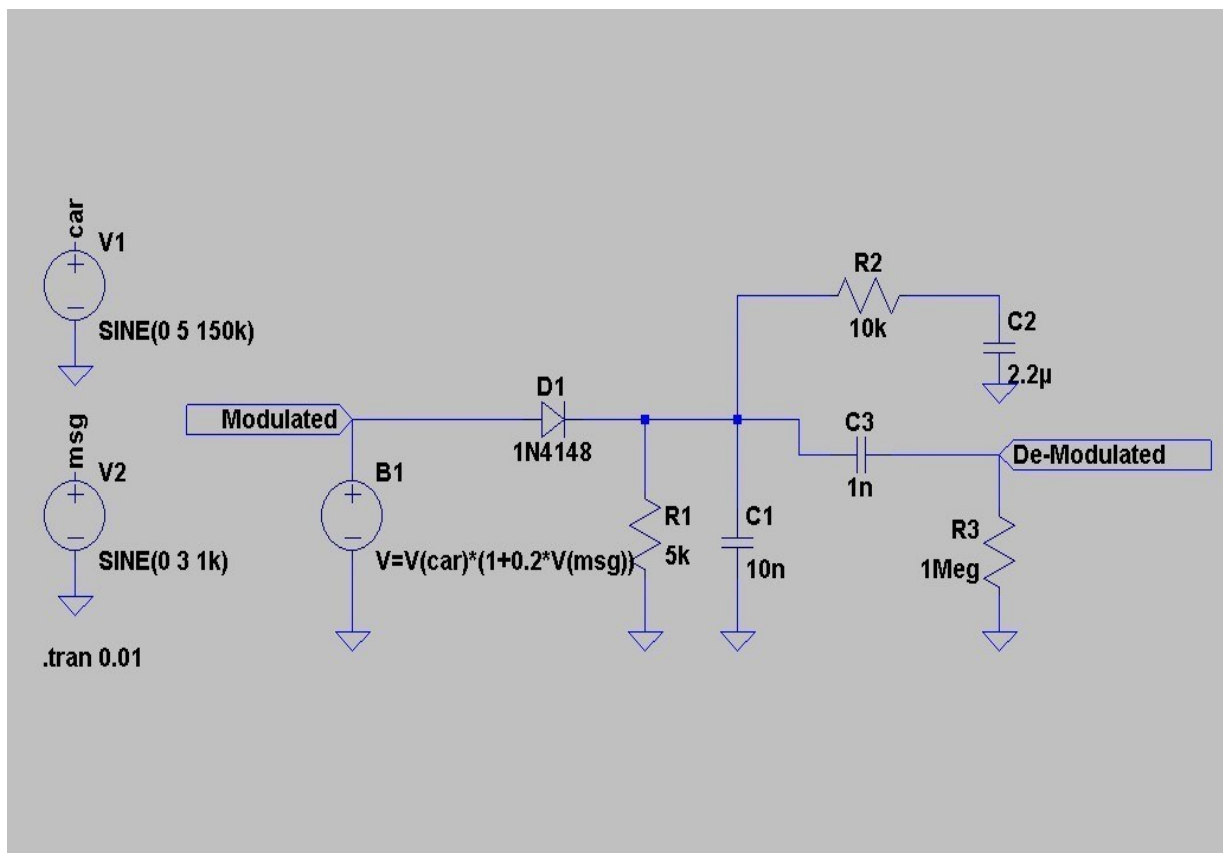 car
V1
SINE(0 5 150k)
msg
V2
SINE(0 3 1k)
.tran 0.01
Modulated
B1
V=V(car)*(1+0.2*V(msg))
D1
1N4148
R1
5k
C1
10n
R2
10k
C2
2.2µ
C3
1n
De-Modulated
R3
1Meg